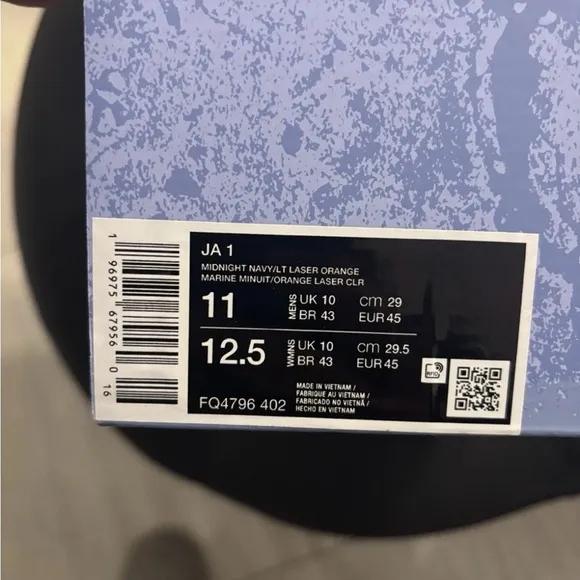 JA 1
MIDNIGHT NAVY/LT LASER ORANGE
MARINE MINUIT/ORANGE LASER CLR
11 MENS UK 10 cm 29
BR 43 EUR 45
12.5 WMNS UK 10 cm 29.5
BR 43 EUR 45
FQ4796 402
MADE IN VIETNAM /
FABRIQUE AU VIETNAM /
FABRICADO NO VIETNÃ /
HECHO EN VIETNAM
RFID
1 96975 67956 0 16